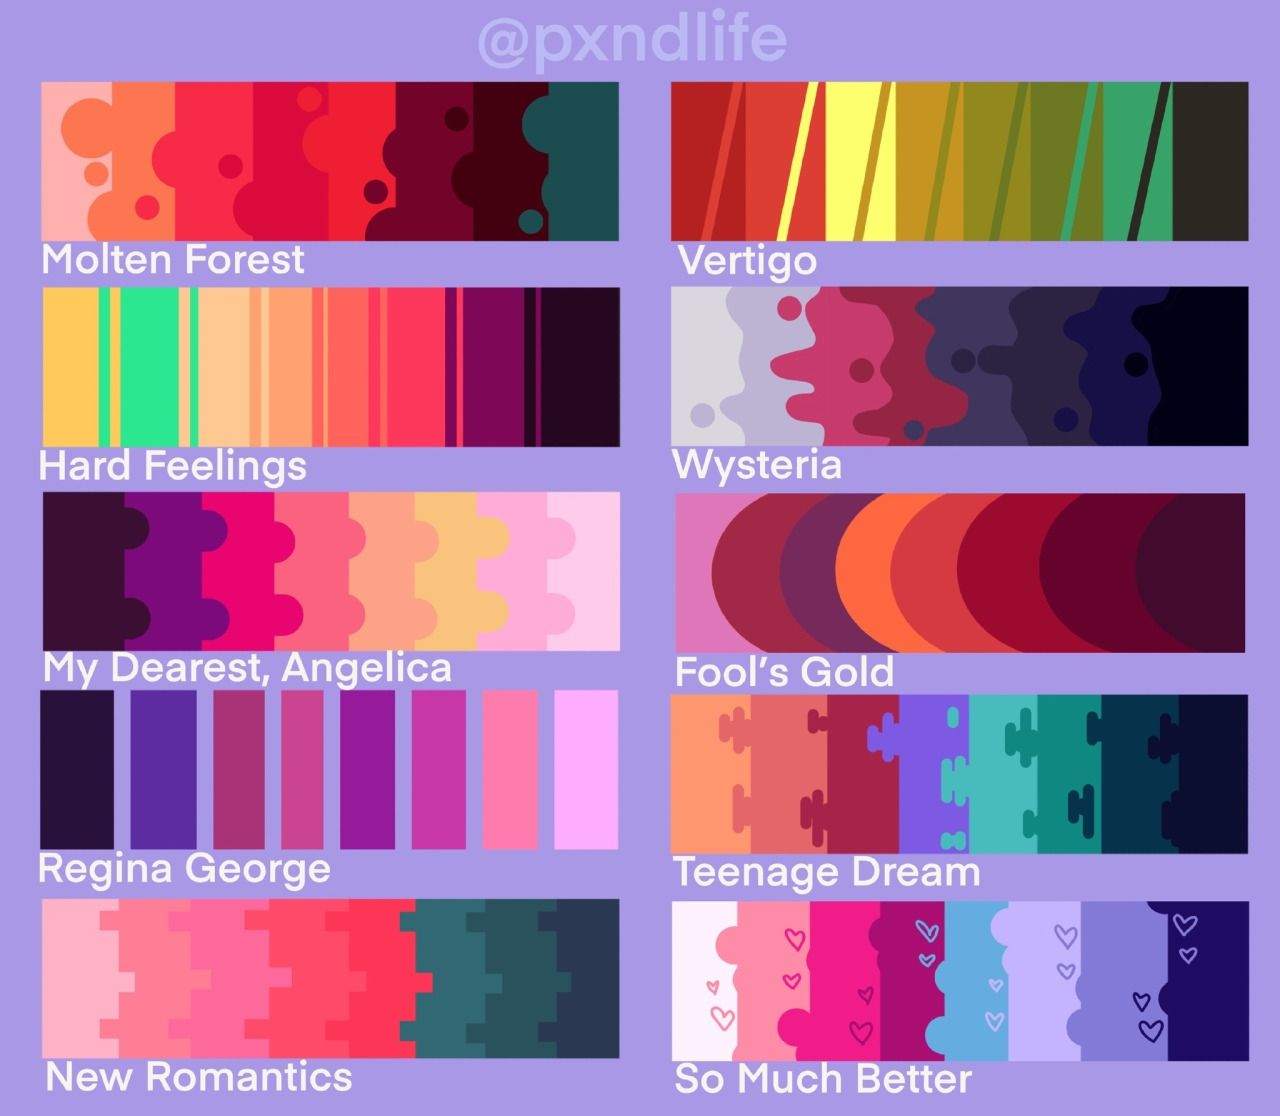 @pxndlife
Molten Forest
Vertigo
Hard Feelings
Wysteria
My Dearest, Angelica
Fool's Gold
Regina George
Teenage Dream
New Romantics
So Much Better